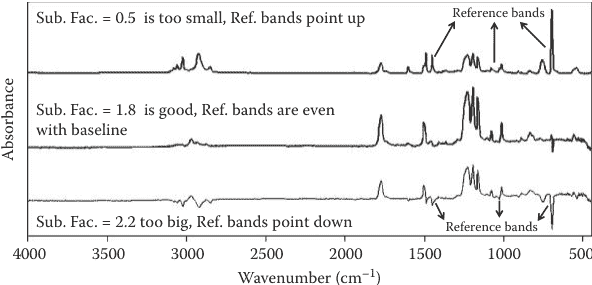 Sub. Fac. = 0.5 is too small, Ref. bands point up
Reference bands
Sub. Fac. = 1.8 is good, Ref. bands are even
with baseline
Absorbance
Reference bands
Sub. Fac. = 2.2 too big, Ref. bands point down
4000 3500 3000 2500 2000 1500 1000 500
Wavenumber (cm⁻¹)